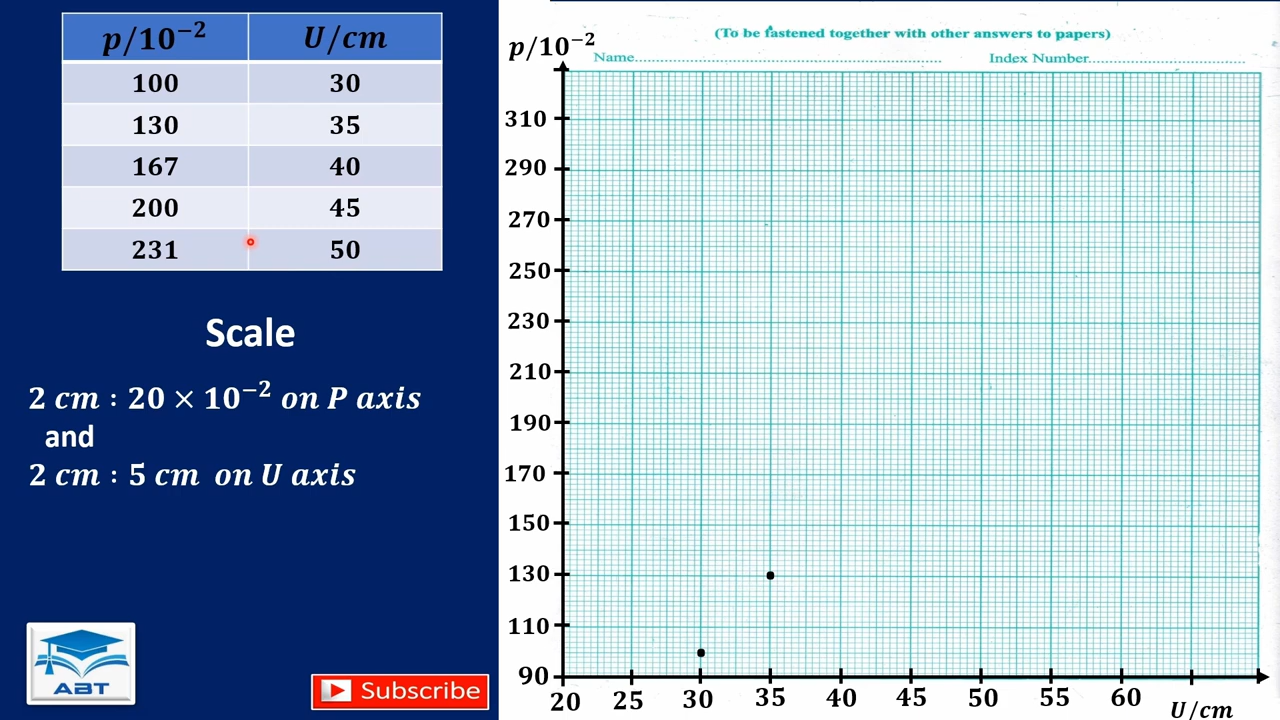 p/10⁻² U/cm
100 30
130 35
167 40
200 45
231 50
Scale
2 cm : 20 × 10⁻² on P axis
and
2 cm : 5 cm on U axis
ABT
Subscribe
(To be fastened together with other answers to papers)
p/10⁻²
Name Index Number
310
290
270
250
230
210
190
170
150
130
110
90
20 25 30 35 40 45 50 55 60
U/cm